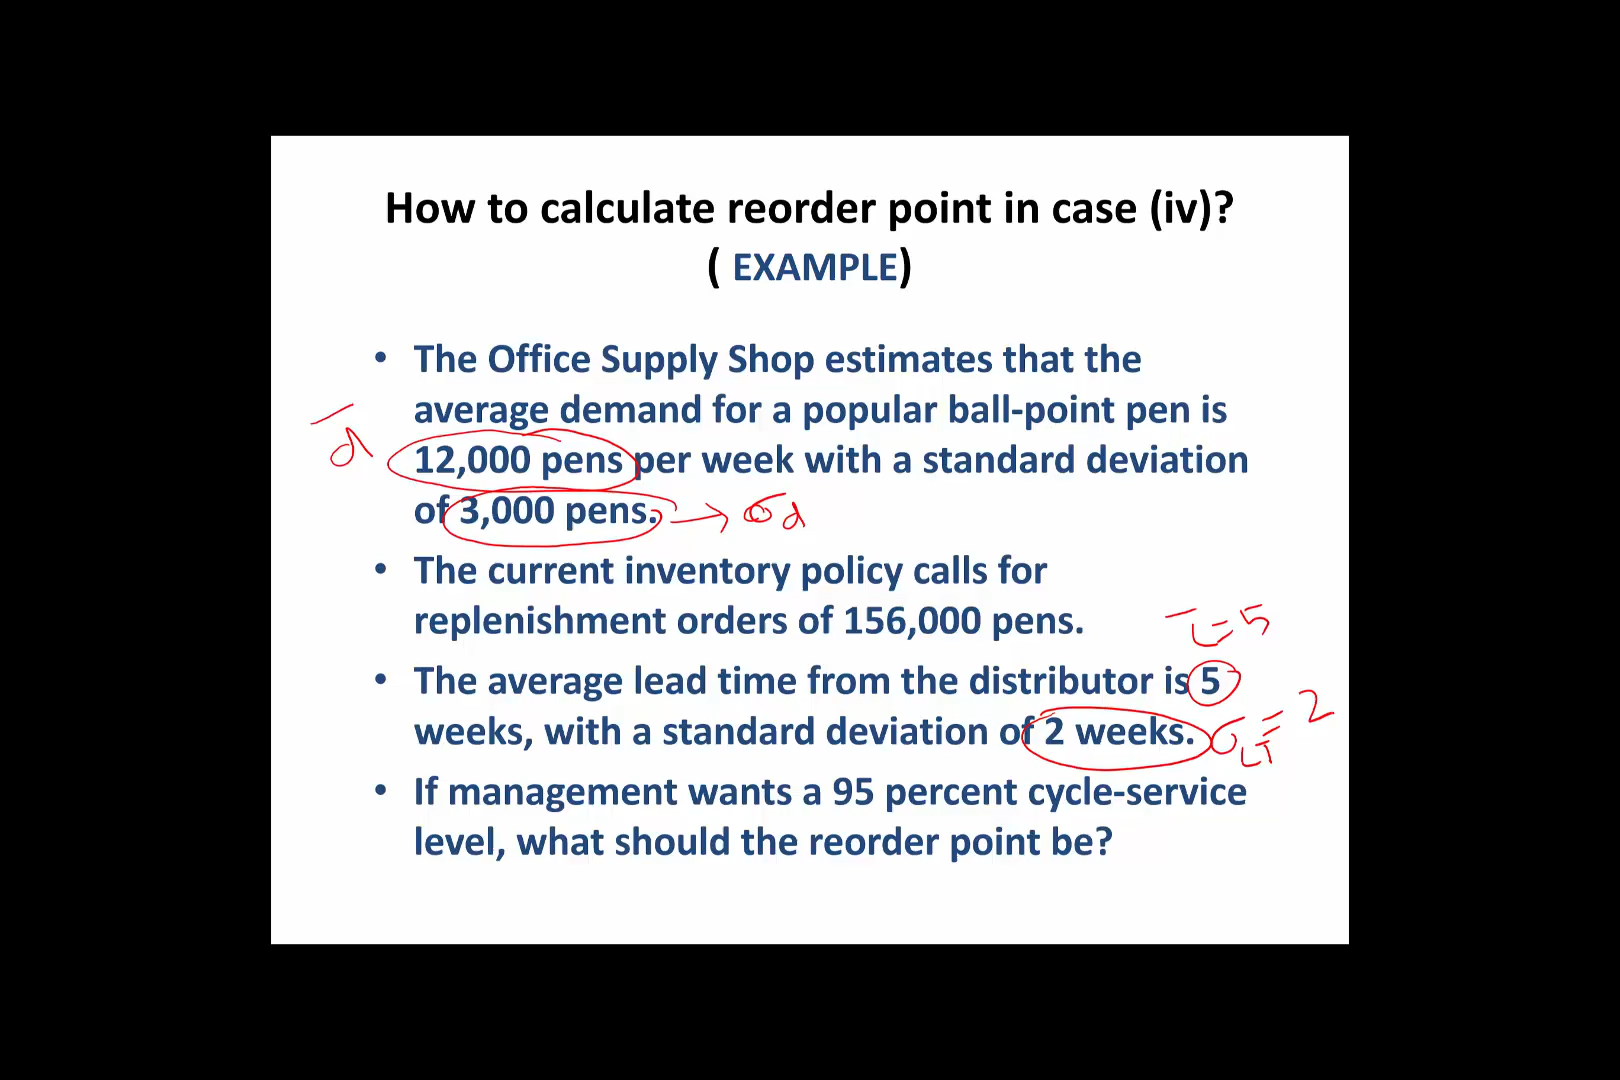 How to calculate reorder point in case (iv)?
( EXAMPLE)
• The Office Supply Shop estimates that the
average demand for a popular ball-point pen is
d̅
12,000 pens per week with a standard deviation
of 3,000 pens. → σd
• The current inventory policy calls for
replenishment orders of 156,000 pens.
L̅ = 5
• The average lead time from the distributor is 5
weeks, with a standard deviation of 2 weeks. σLT = 2
• If management wants a 95 percent cycle-service
level, what should the reorder point be?